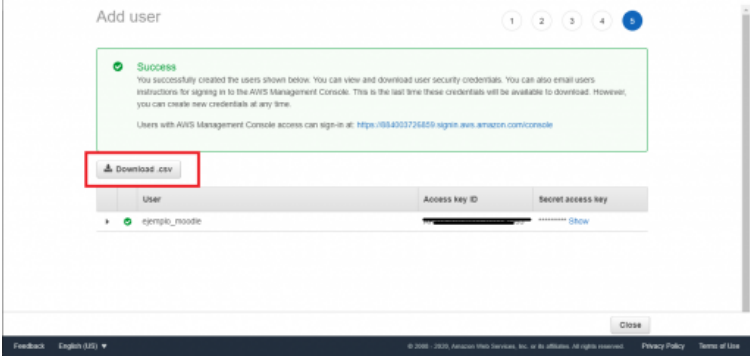 Add user
1 2 3 4 5
Success
You successfully created the users shown below. You can view and download user security credentials. You can also email users
instructions for signing in to the AWS Management Console. This is the last time these credentials will be available to download. However,
you can create new credentials at any time.
Users with AWS Management Console access can sign-in at: https://884003726859.signin.aws.amazon.com/console
Download .csv
User Access key ID Secret access key
ejemplo_moodle ********* Show
Close
Feedback English (US) © 2008 - 2020, Amazon Web Services, Inc. or its affiliates. All rights reserved. Privacy Policy Terms of Use